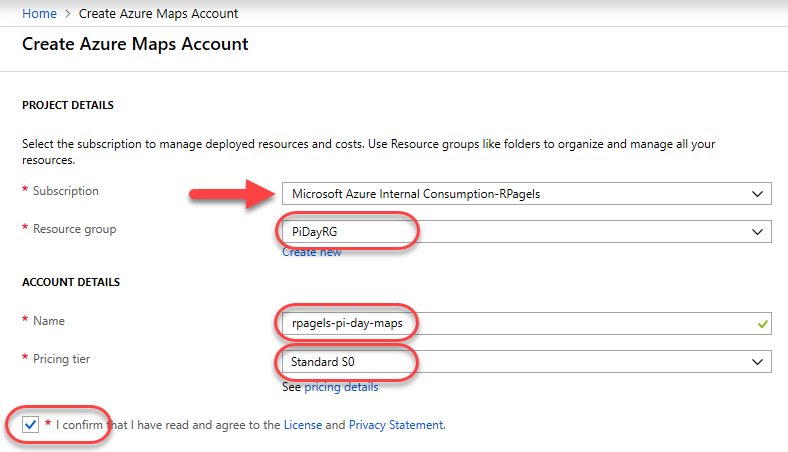 Home > Create Azure Maps Account
Create Azure Maps Account
PROJECT DETAILS
Select the subscription to manage deployed resources and costs. Use Resource groups like folders to organize and manage all your
resources.
* Subscription
Microsoft Azure Internal Consumption-RPagels
* Resource group
PiDayRG
Create new
ACCOUNT DETAILS
* Name
rpagels-pi-day-maps
* Pricing tier
Standard S0
See pricing details
* I confirm that I have read and agree to the License and Privacy Statement.